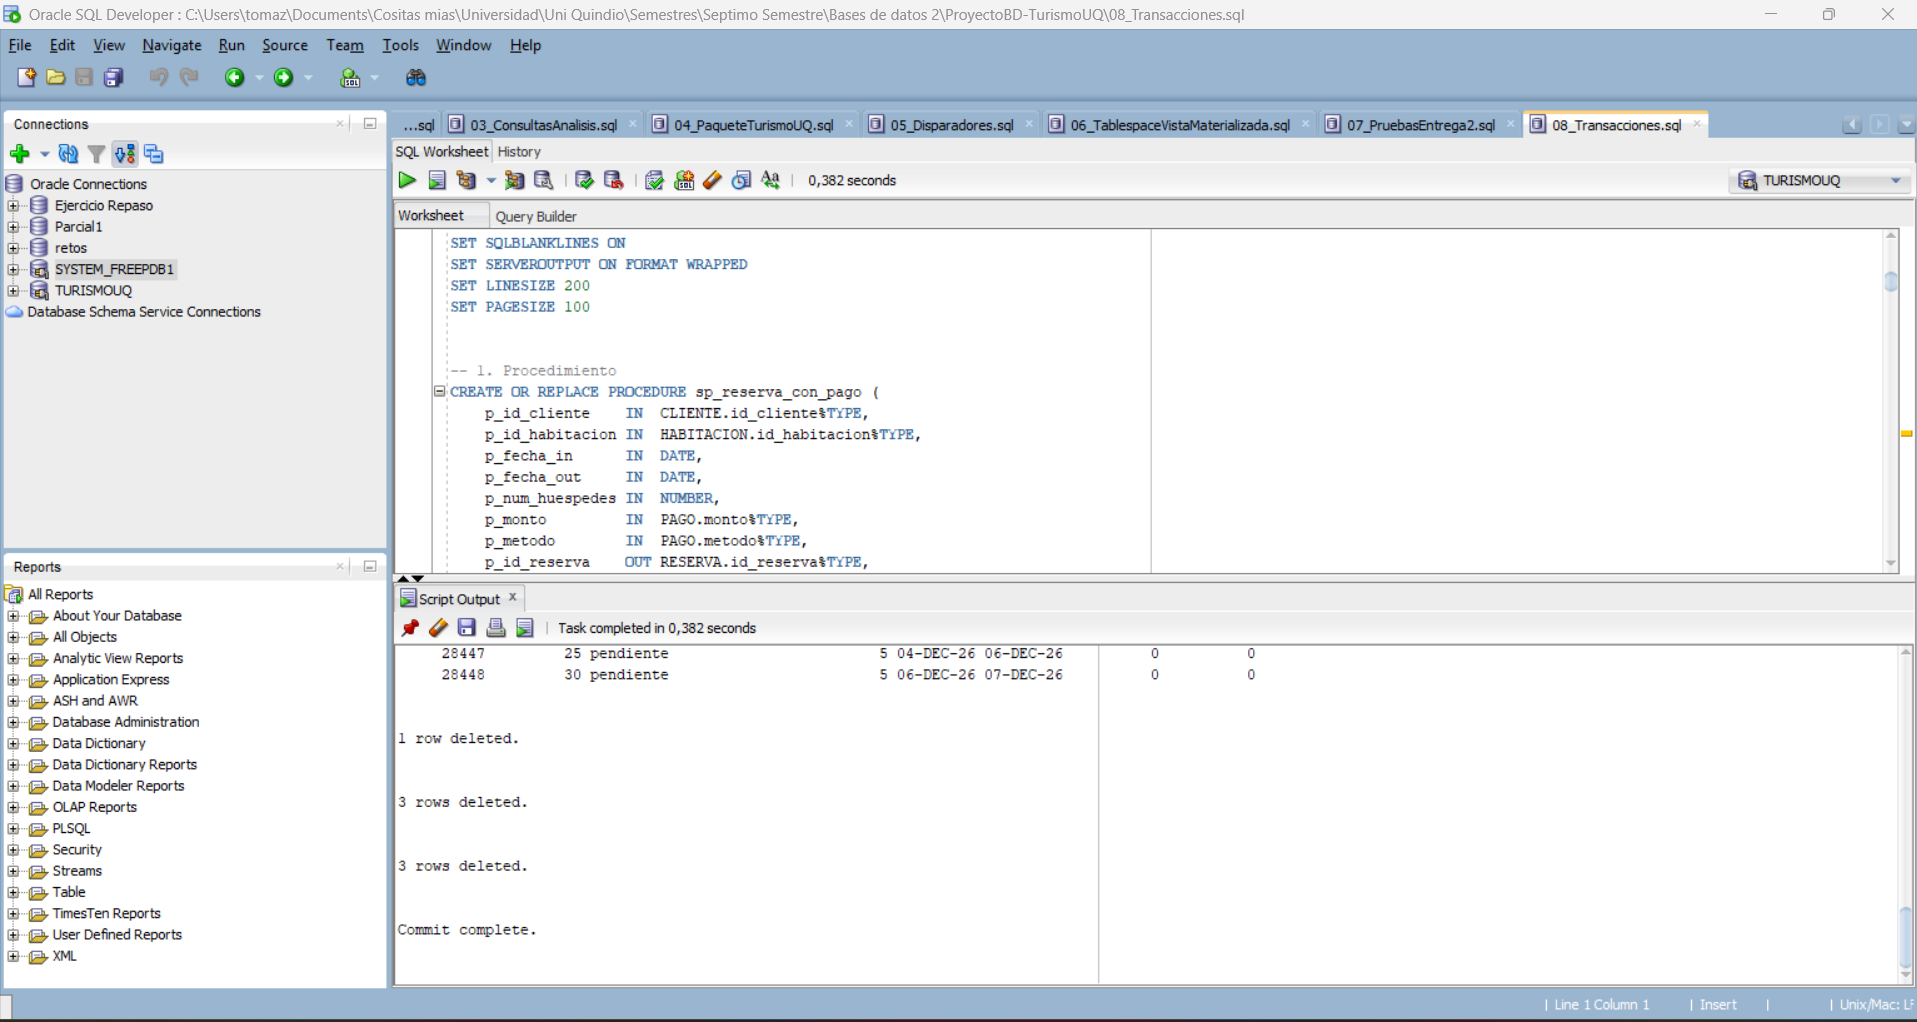 Oracle SQL Developer : C:\Users\tomaz\Documents\Cositas mias\Universidad\Uni Quindio\Semestres\Septimo Semestre\Bases de datos 2\ProyectoBD-TurismoUQ\08_Transacciones.sql
File Edit View Navigate Run Source Team Tools Window Help
Connections
Oracle Connections
Ejercicio Repaso
Parcial1
retos
SYSTEM_FREEPDB1
TURISMOUQ
Database Schema Service Connections
Reports
All Reports
About Your Database
All Objects
Analytic View Reports
Application Express
ASH and AWR
Database Administration
Data Dictionary
Data Dictionary Reports
Data Modeler Reports
OLAP Reports
PLSQL
Security
Streams
Table
TimesTen Reports
User Defined Reports
XML
...sql 03_ConsultasAnalisis.sql 04_PaqueteTurismoUQ.sql 05_Disparadores.sql 06_TablespaceVistaMaterializada.sql 07_PruebasEntrega2.sql 08_Transacciones.sql
SQL Worksheet History
0,382 seconds
TURISMOUQ
Worksheet Query Builder
SET SQLBLANKLINES ON
SET SERVEROUTPUT ON FORMAT WRAPPED
SET LINESIZE 200
SET PAGESIZE 100
-- 1. Procedimiento
CREATE OR REPLACE PROCEDURE sp_reserva_con_pago (
p_id_cliente IN CLIENTE.id_cliente%TYPE,
p_id_habitacion IN HABITACION.id_habitacion%TYPE,
p_fecha_in IN DATE,
p_fecha_out IN DATE,
p_num_huespedes IN NUMBER,
p_monto IN PAGO.monto%TYPE,
p_metodo IN PAGO.metodo%TYPE,
p_id_reserva OUT RESERVA.id_reserva%TYPE,
Script Output
Task completed in 0,382 seconds
28447 25 pendiente 5 04-DEC-26 06-DEC-26 0 0
28448 30 pendiente 5 06-DEC-26 07-DEC-26 0 0
1 row deleted.
3 rows deleted.
3 rows deleted.
Commit complete.
Line 1 Column 1 | Insert | | Unix/Mac: LF